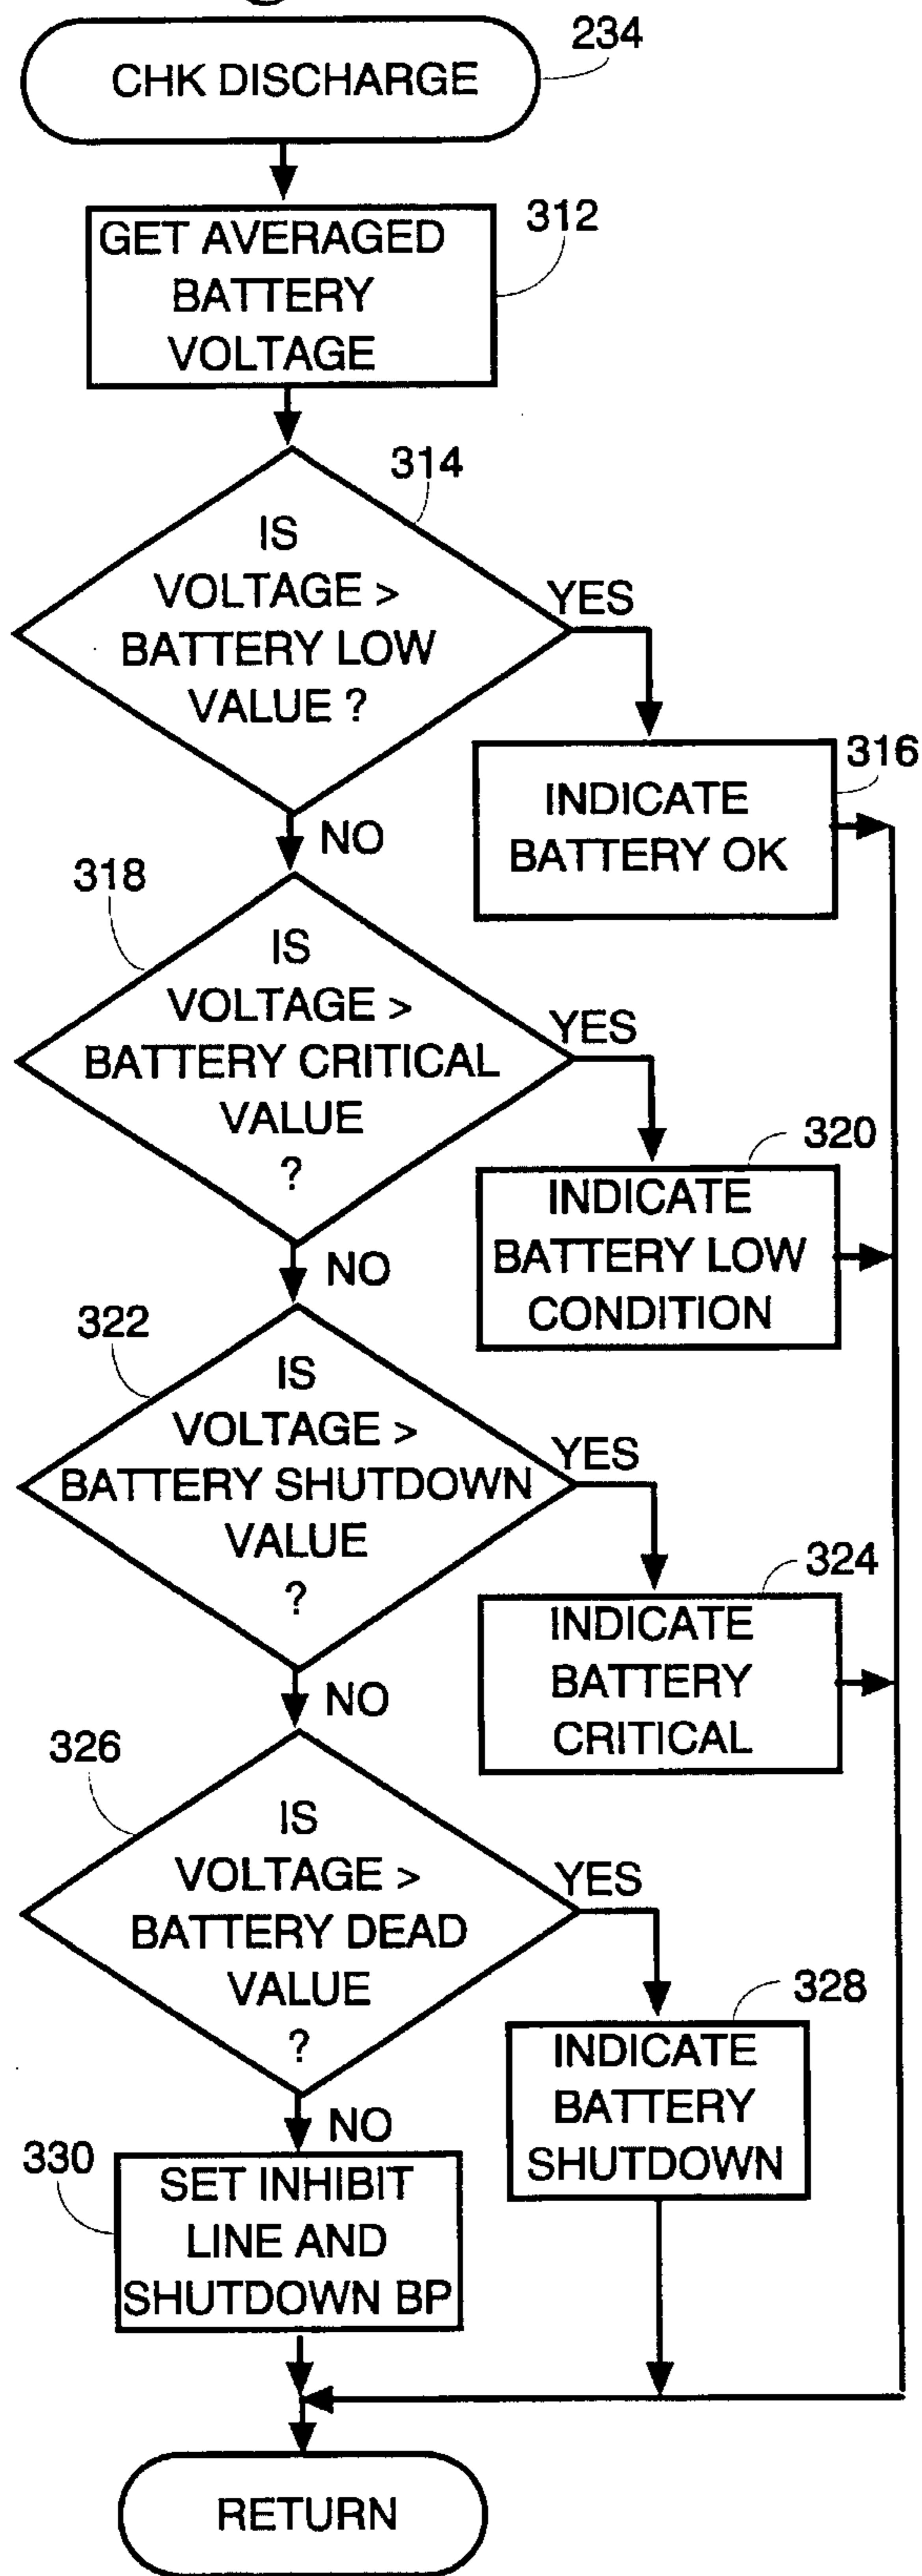 234
CHK DISCHARGE
312
GET AVERAGED
BATTERY
VOLTAGE
314
IS
VOLTAGE >
BATTERY LOW
VALUE ?
YES
316
INDICATE
BATTERY OK
NO
318
IS
VOLTAGE >
BATTERY CRITICAL
VALUE
?
YES
320
INDICATE
BATTERY LOW
CONDITION
NO
322
IS
VOLTAGE >
BATTERY SHUTDOWN
VALUE
?
YES
324
INDICATE
BATTERY
CRITICAL
NO
326
IS
VOLTAGE >
BATTERY DEAD
VALUE
?
YES
328
INDICATE
BATTERY
SHUTDOWN
NO
330
SET INHIBIT
LINE AND
SHUTDOWN BP
RETURN